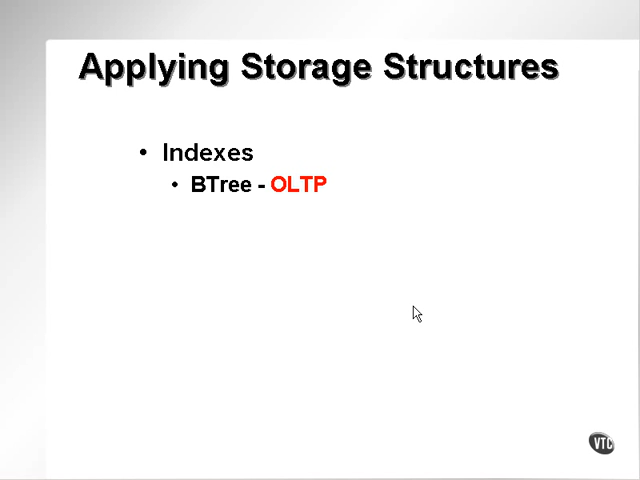 Applying Storage Structures
• Indexes
• BTree - OLTP
VTC